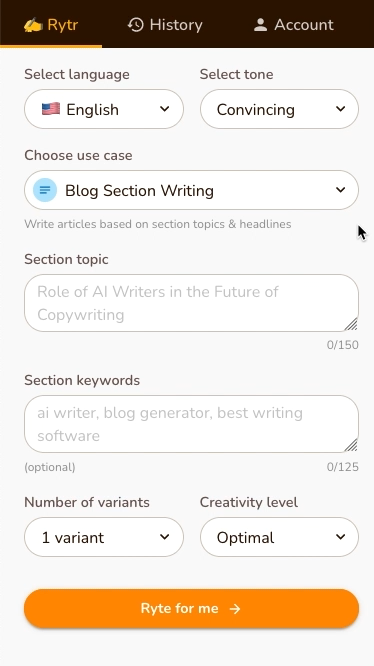 Rytr History Account
Select language Select tone
English Convincing
Choose use case
Blog Section Writing
Write articles based on section topics & headlines
Section topic
Role of AI Writers in the Future of
Copywriting
0/150
Section keywords
ai writer, blog generator, best writing
software
(optional) 0/125
Number of variants Creativity level
1 variant Optimal
Ryte for me →